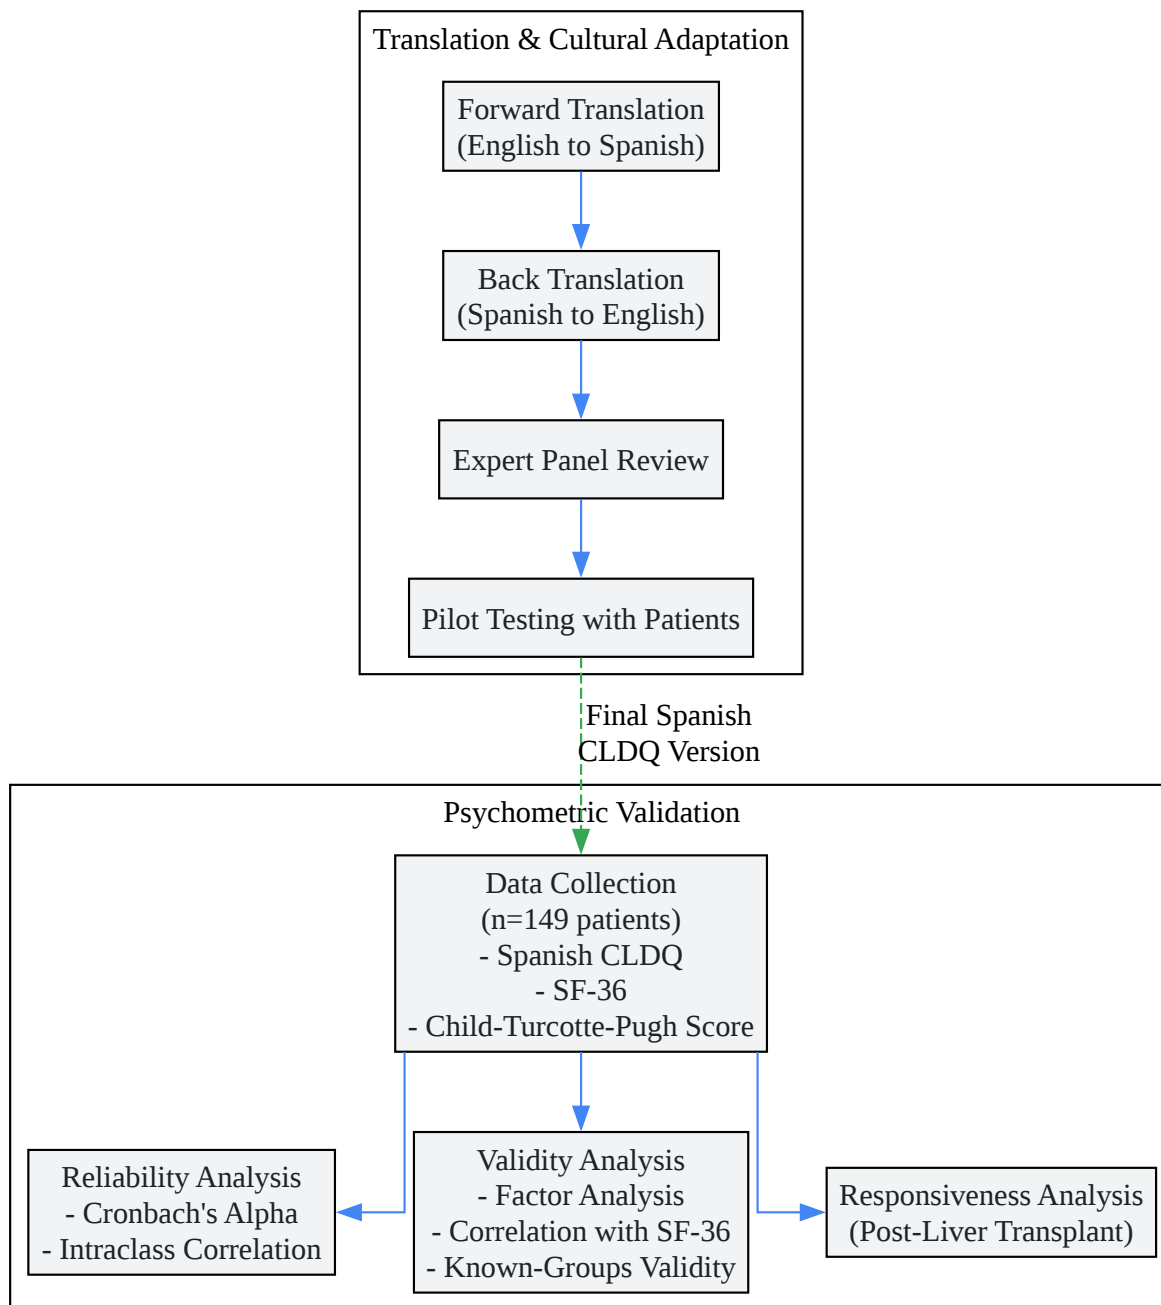 Translation & Cultural Adaptation
Forward Translation
(English to Spanish)
Back Translation
(Spanish to English)
Expert Panel Review
Pilot Testing with Patients
Final Spanish
CLDQ Version
Psychometric Validation
Data Collection
(n=149 patients)
- Spanish CLDQ
- SF-36
- Child-Turcotte-Pugh Score
Reliability Analysis
- Cronbach's Alpha
- Intraclass Correlation
Validity Analysis
- Factor Analysis
- Correlation with SF-36
- Known-Groups Validity
Responsiveness Analysis
(Post-Liver Transplant)